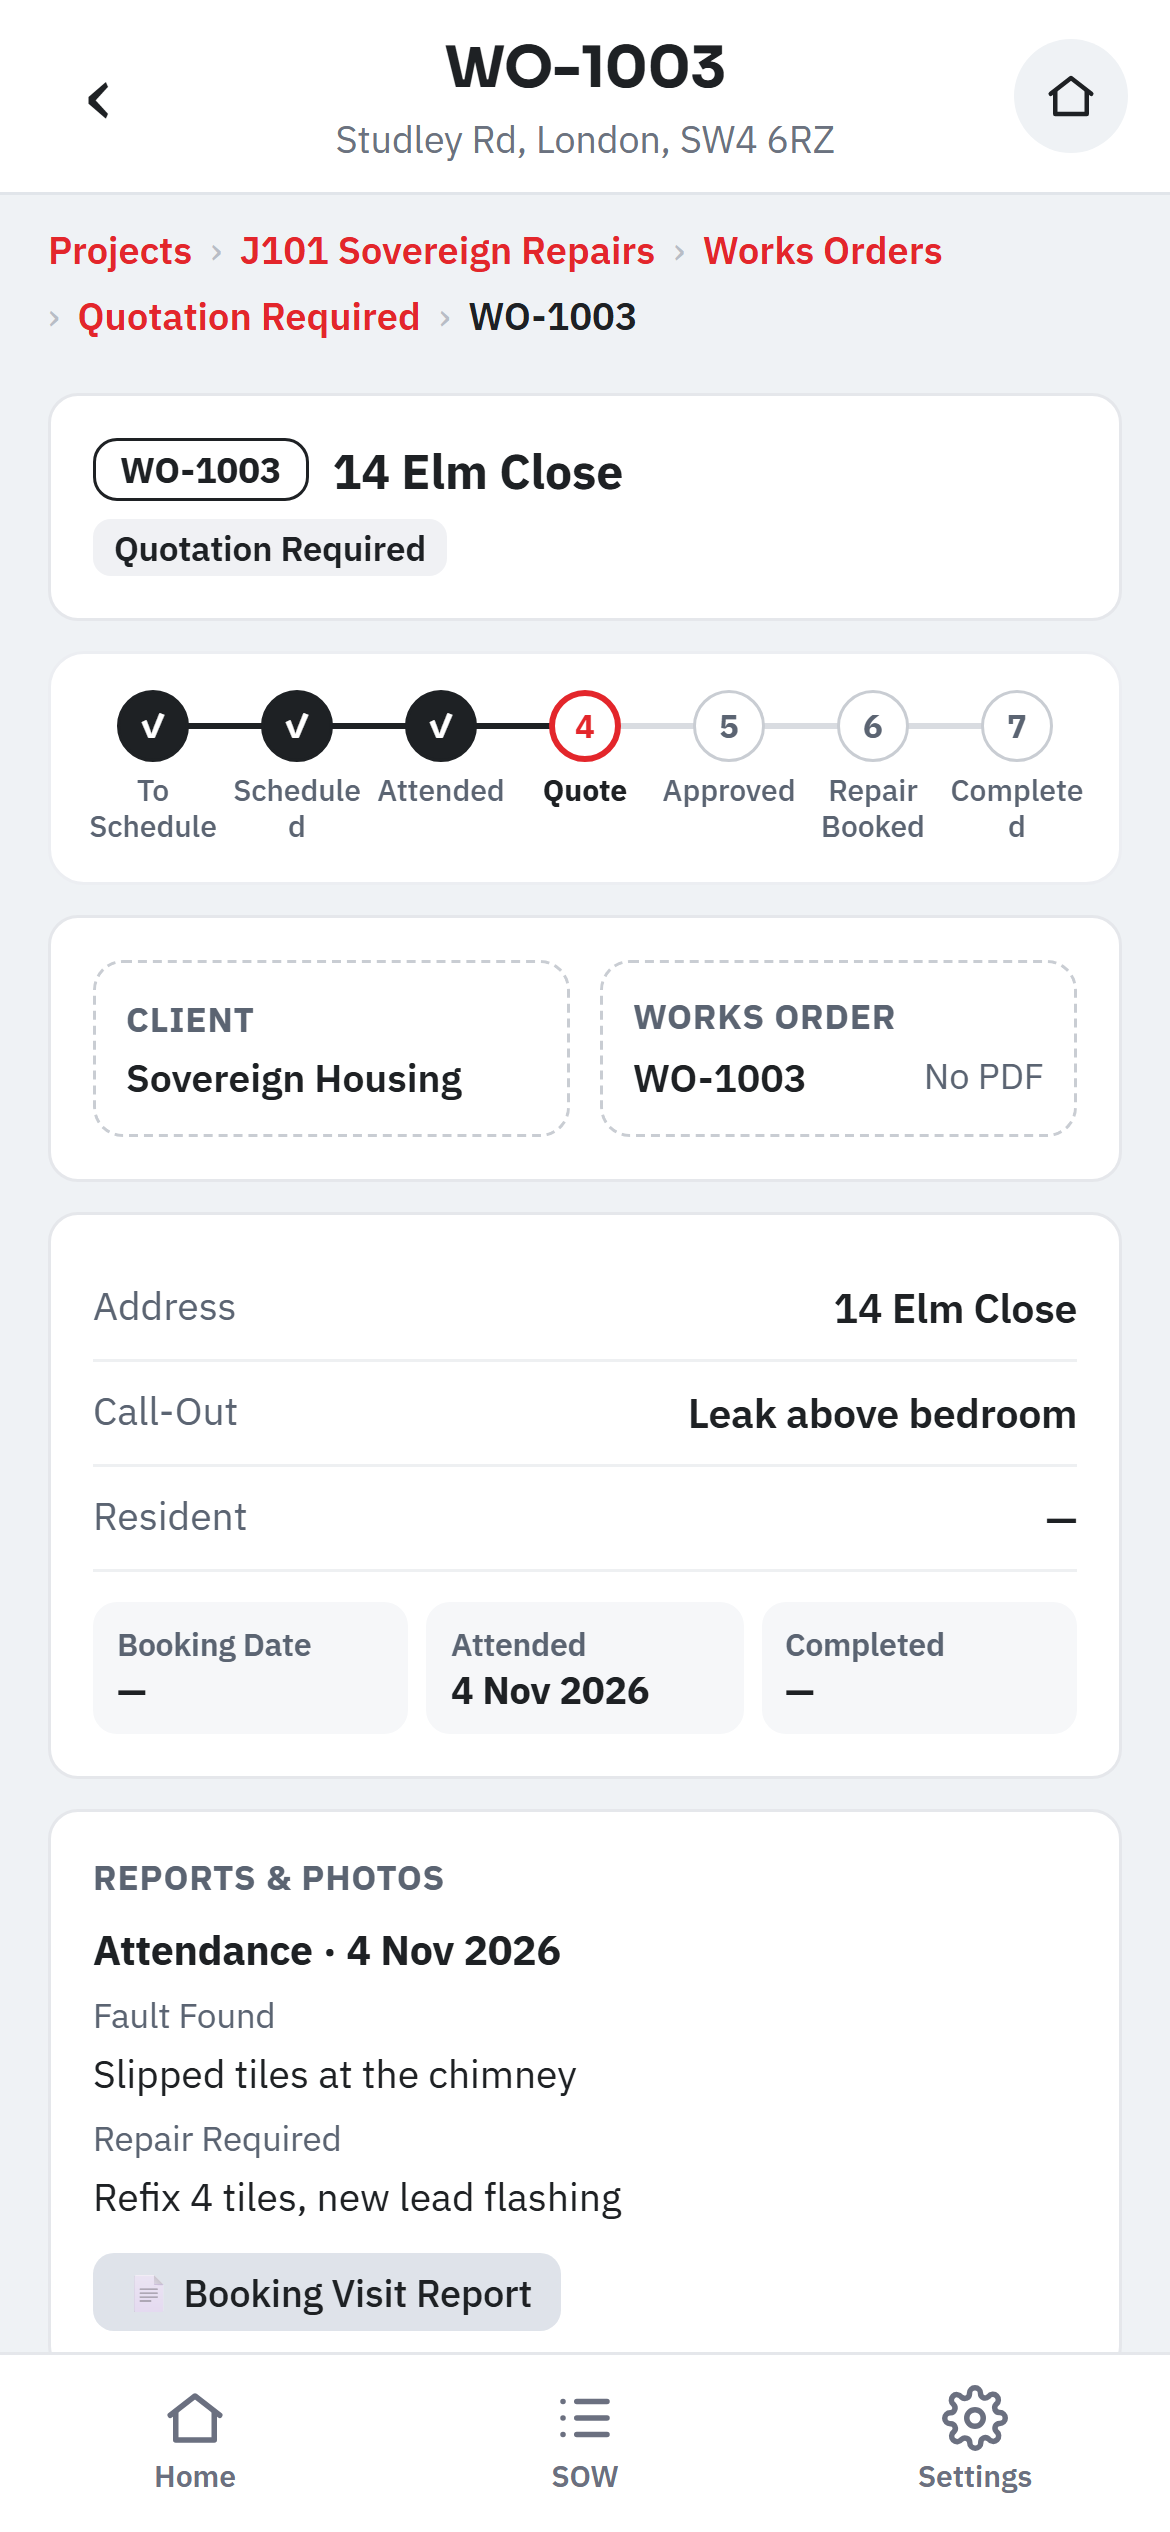 WO-1003
Studley Rd, London, SW4 6RZ
Projects › J101 Sovereign Repairs › Works Orders
› Quotation Required › WO-1003
WO-1003 14 Elm Close
Quotation Required
✓ ✓ ✓ 4 5 6 7
To Schedule Attended Quote Approved Repair Complete
Schedule d Booked d
CLIENT
Sovereign Housing
WORKS ORDER
WO-1003 No PDF
Address 14 Elm Close
Call-Out Leak above bedroom
Resident –
Booking Date Attended Completed
– 4 Nov 2026 –
REPORTS & PHOTOS
Attendance · 4 Nov 2026
Fault Found
Slipped tiles at the chimney
Repair Required
Refix 4 tiles, new lead flashing
Booking Visit Report
Home SOW Settings